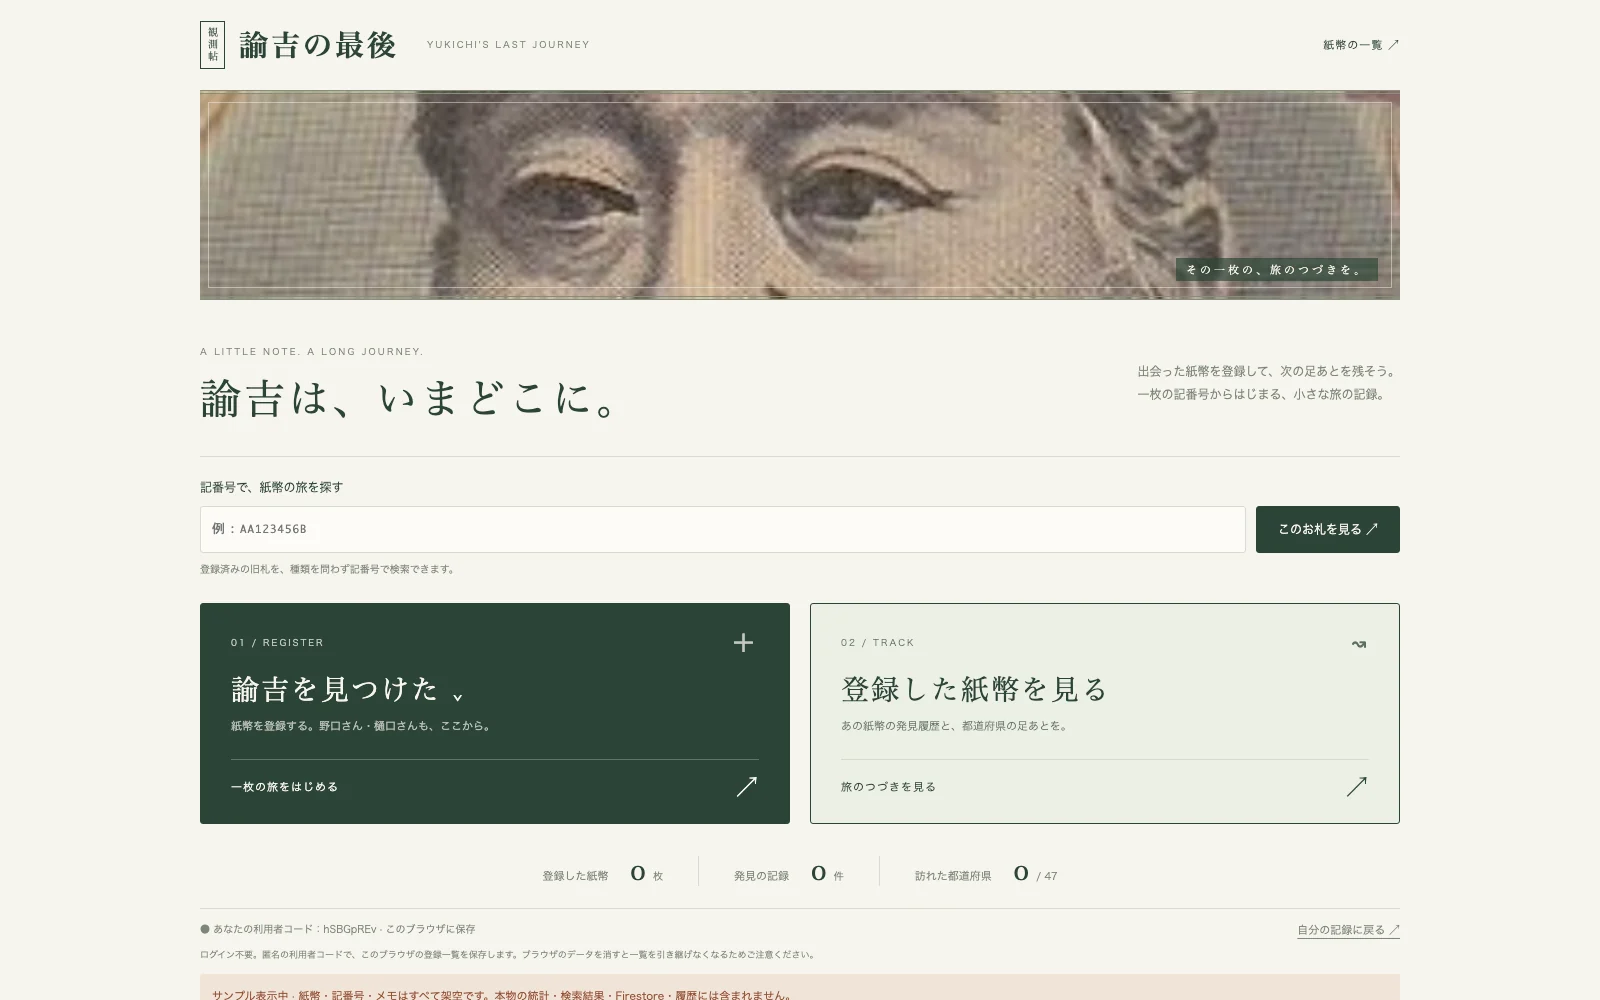 観測帖
諭吉の最後
YUKICHI'S LAST JOURNEY
紙幣の一覧 ↗
その一枚の、旅のつづきを。
A LITTLE NOTE. A LONG JOURNEY.
諭吉は、いまどこに。
出会った紙幣を登録して、次の足あとを残そう。
一枚の記番号からはじまる、小さな旅の記録。
記番号で、紙幣の旅を探す
例：AA123456B
このお札を見る ↗
登録済みの旧札を、種類を問わず記番号で検索できます。
01 / REGISTER
諭吉を見つけた
紙幣を登録する。野口さん・樋口さんも、ここから。
一枚の旅をはじめる ↗
02 / TRACK
登録した紙幣を見る
あの紙幣の発見履歴と、都道府県の足あとを。
旅のつづきを見る ↗
登録した紙幣 0 枚
発見の記録 0 件
訪れた都道府県 0 / 47
● あなたの利用者コード：hSBGpREv · このブラウザに保存
自分の記録に戻る ↗
ログイン不要。匿名の利用者コードで、このブラウザの登録一覧を保存します。ブラウザのデータを消すと一覧を引き継げなくなるためご注意ください。
サンプル表示中 · 紙幣・記番号・メモはすべて架空です。本物の統計・検索結果・Firestore・履歴には含まれません。